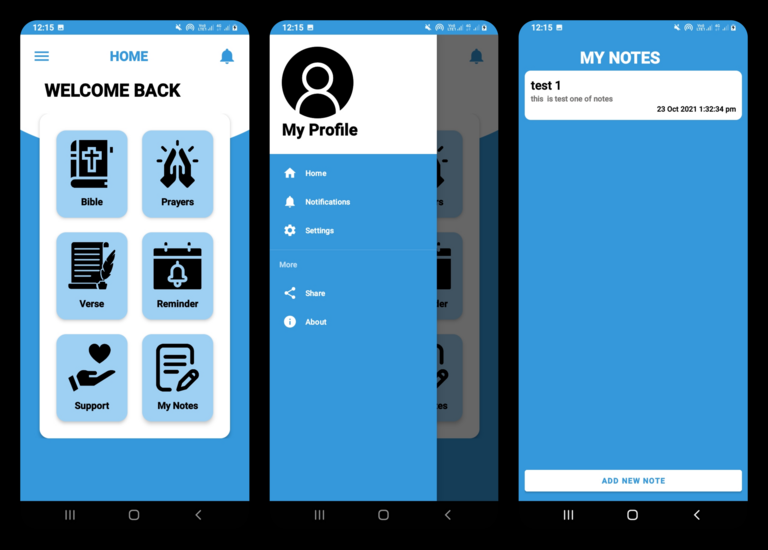 12:15
HOME
WELCOME BACK
Bible
Prayers
Verse
Reminder
Support
My Notes
12:15
My Profile
Home
Notifications
Settings
More
Share
About
rs
ler
es
12:15
MY NOTES
test 1
this is test one of notes
23 Oct 2021 1:32:34 pm
ADD NEW NOTE